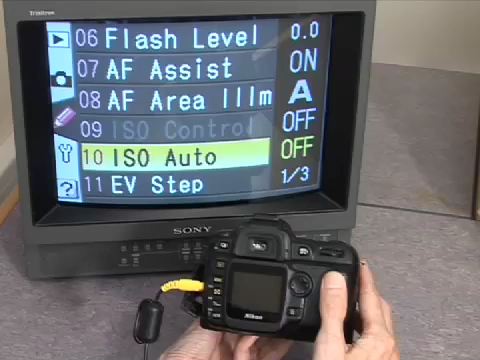 Trinitron
06 Flash Level 0.0
07 AF Assist ON
08 AF Area Illm A
09 ISO Control OFF
10 ISO Auto OFF
11 EV Step 1/3
?
SONY
Nikon